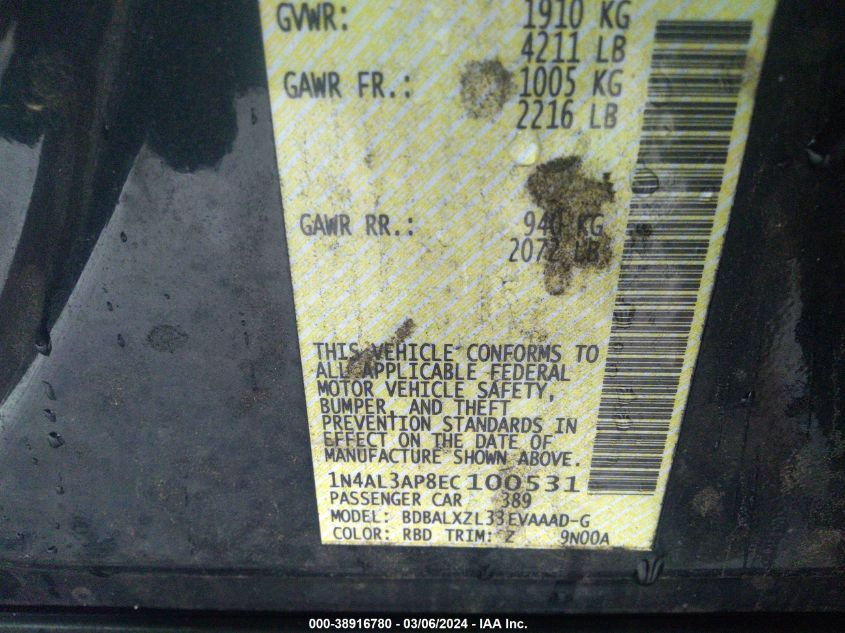 GVWR: 1910 KG
4211 LB
GAWR FR.: 1005 KG
2216 LB
GAWR RR.: 940 KG
2072 LB
THIS VEHICLE CONFORMS TO
ALL APPLICABLE FEDERAL
MOTOR VEHICLE SAFETY,
BUMPER, AND THEFT
PREVENTION STANDARDS IN
EFFECT ON THE DATE OF
MANUFACTURE SHOWN ABOVE.
1N4AL3AP8EC100531
PASSENGER CAR 389
MODEL: BDBALXZL33EVAAAD-G
COLOR: RBD TRIM: Z 9N00A
000-38916780 - 03/06/2024 - IAA Inc.